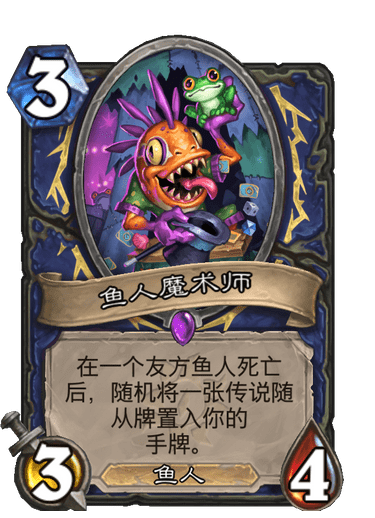 3
鱼人魔术师
在一个友方鱼人死亡
后，随机将一张传说随
从牌置入你的
手牌。
鱼人
3
4